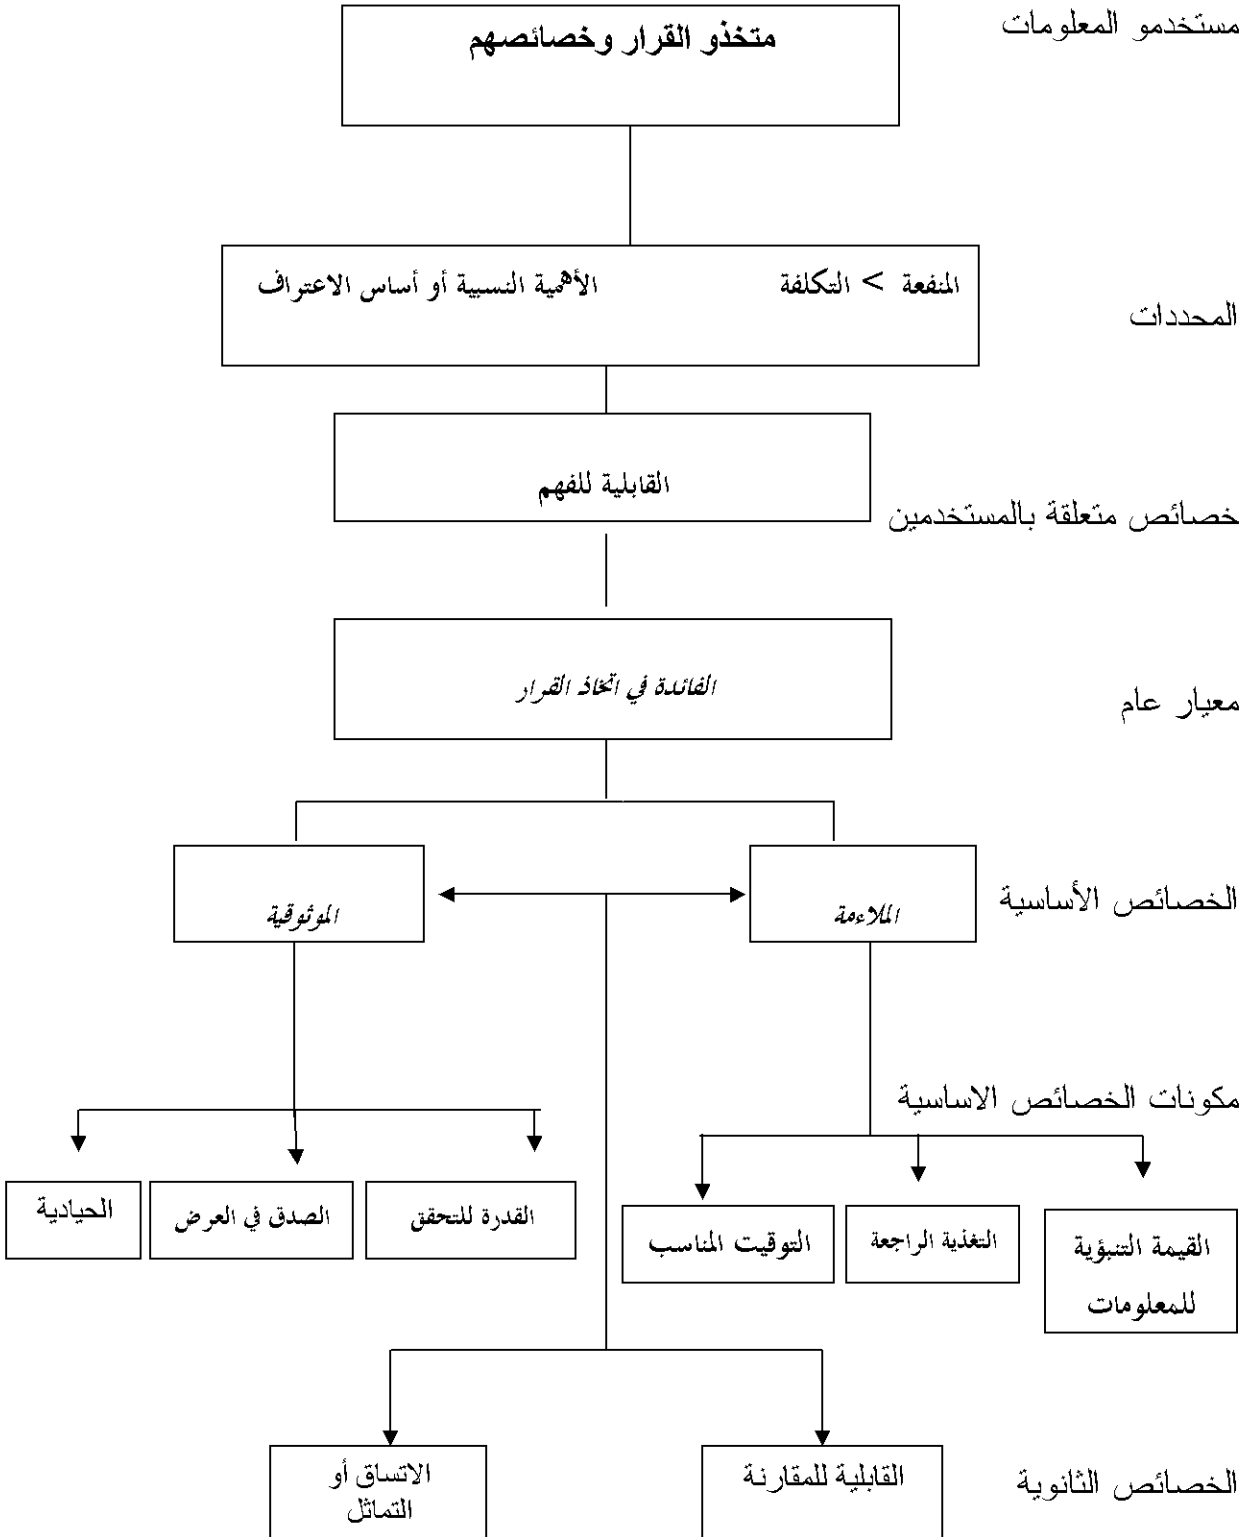 مستخدمو المعلومات
متخذو القرار وخصائصهم
المنفعة > التكلفة
الأهمية النسبية أو أساس الاعتراف
المحددات
القابلية للفهم
خصائص متعلقة بالمستخدمين
الفائدة في اتخاذ القرار
معيار عام
الخصائص الأساسية
الملاءمة
الموثوقية
مكونات الخصائص الاساسية
القيمة التنبؤية
للمعلومات
التغذية الراجعة
التوقيت المناسب
القدرة للتحقق
الصدق في العرض
الحيادية
الخصائص الثانوية
القابلية للمقارنة
الاتساق أو
التماثل